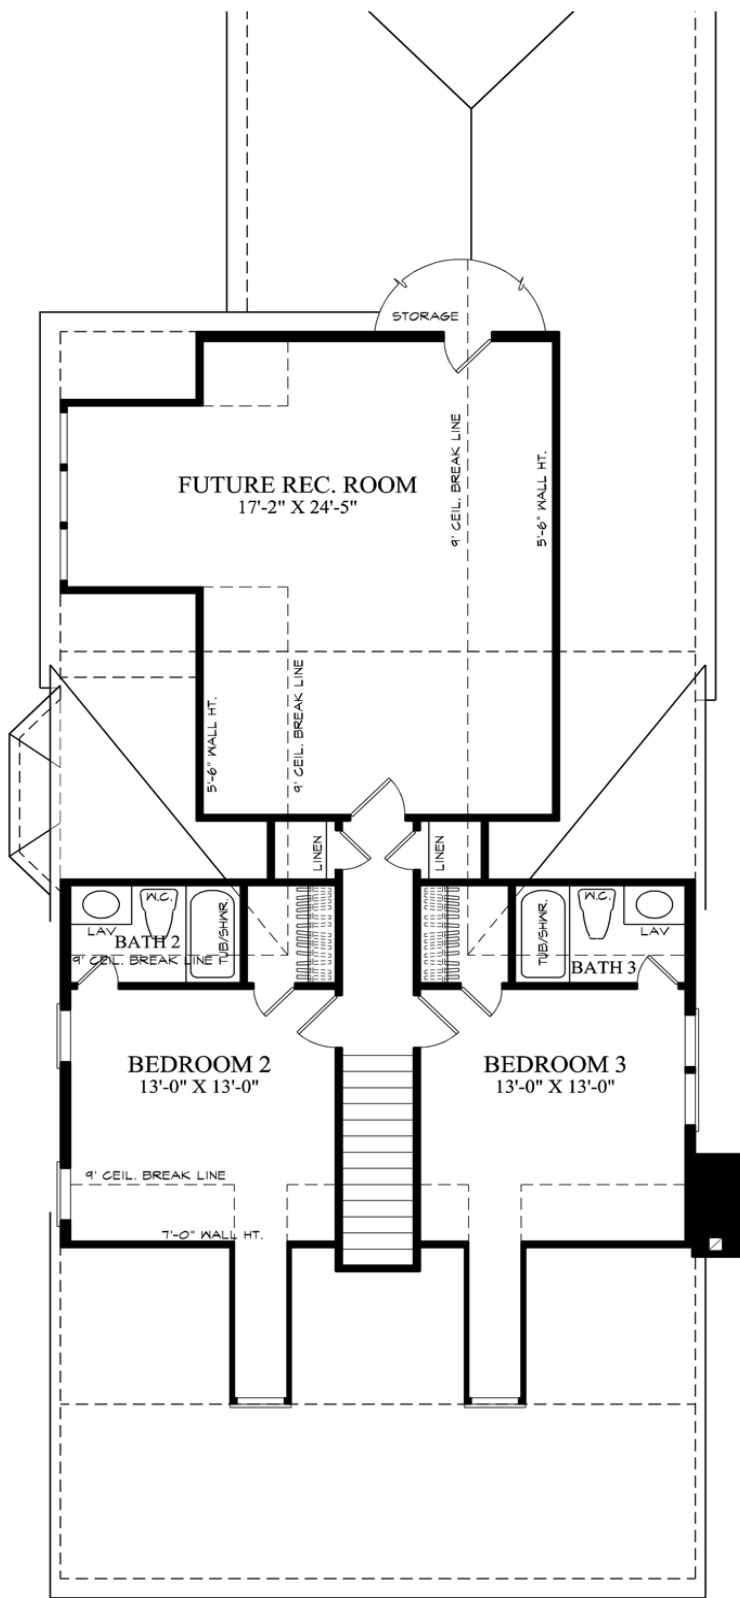 STORAGE
FUTURE REC. ROOM
17'-2" X 24'-5"
9' CEIL. BREAK LINE
5'-6" WALL HT.
9' CEIL. BREAK LINE
5'-6" WALL HT.
LINEN
LINEN
W.C.
LAV
TUB/SHWR.
BATH 2
9' CEIL. BREAK LINE
W.C.
LAV
TUB/SHWR.
BATH 3
BEDROOM 2
13'-0" X 13'-0"
BEDROOM 3
13'-0" X 13'-0"
9' CEIL. BREAK LINE
7'-0" WALL HT.